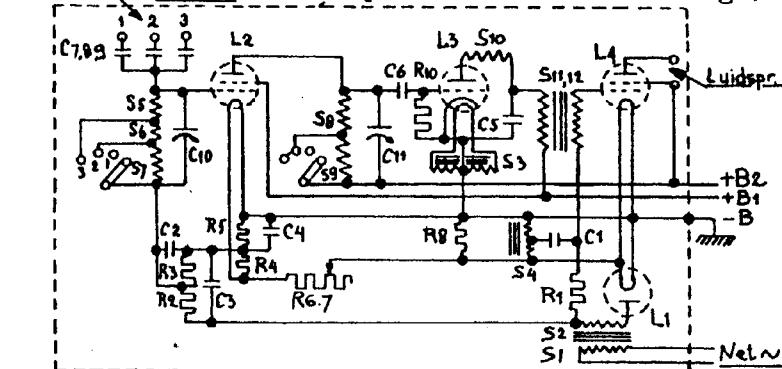 1 2 3
C7,8,9
L2
L3
S10
L4
C6
R10
S11,12
Luidspr.
S5
S6
S8
C5
C10
C11
3 2 1
S7
S9
S3
+B2
+B1
-B
R5
C2
C4
R8
C1
R3
R4
S4
R2
C3
R6.7
R1
L1
S2
S1
Net ~